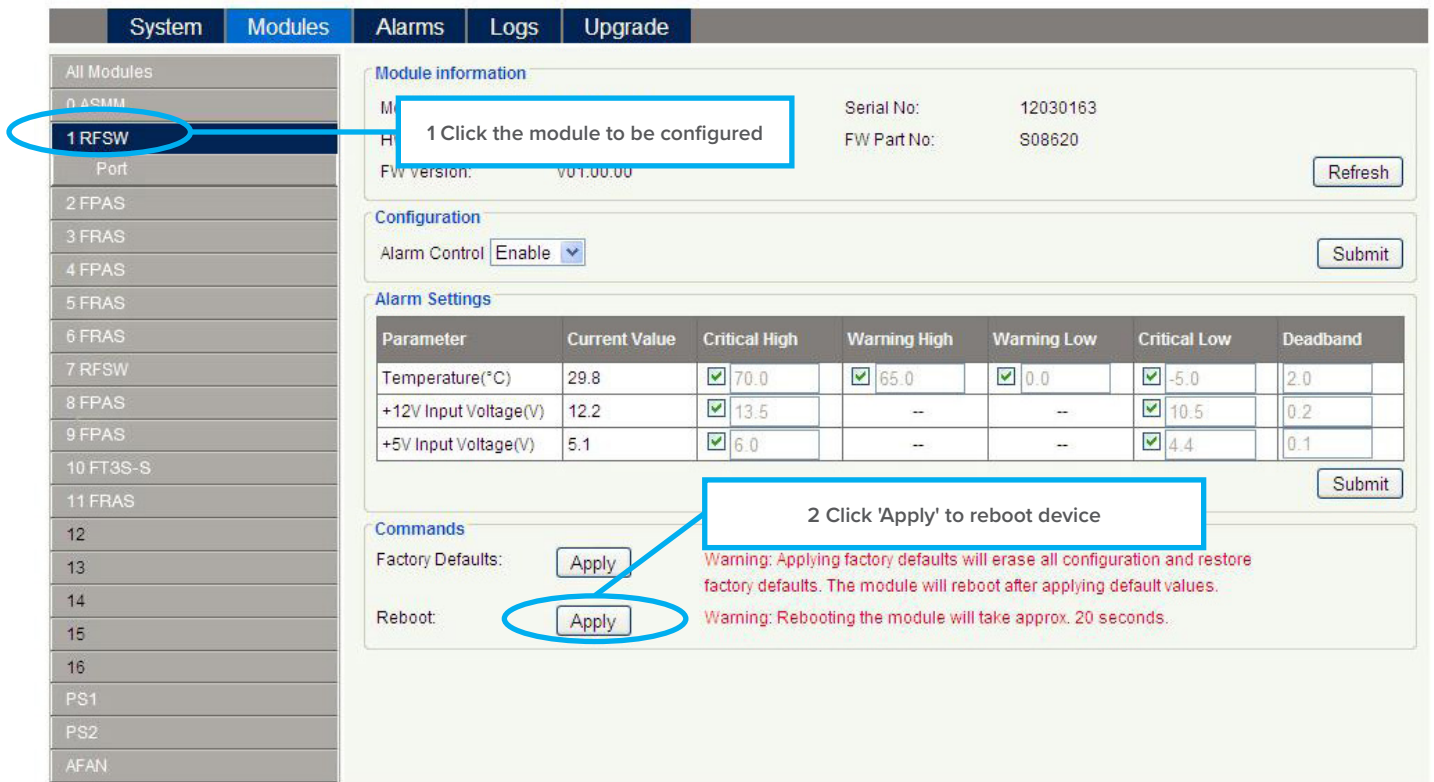 System Modules Alarms Logs Upgrade
All Modules
0 ASMM
1 RFSW
Port
2 FPAS
3 FRAS
4 FPAS
5 FRAS
6 FRAS
7 RFSW
8 FPAS
9 FPAS
10 FT3S-S
11 FRAS
12
13
14
15
16
PS1
PS2
AFAN
Module information
1 Click the module to be configured
Serial No: 12030163
FW Part No: S08620
FW Version: V01.00.00
Refresh
Configuration
Alarm Control Enable
Submit
Alarm Settings
Parameter Current Value Critical High Warning High Warning Low Critical Low Deadband
Temperature(°C) 29.8 70.0 65.0 0.0 -5.0 2.0
+12V Input Voltage(V) 12.2 13.5 -- -- 10.5 0.2
+5V Input Voltage(V) 5.1 6.0 -- -- 4.4 0.1
Submit
2 Click 'Apply' to reboot device
Commands
Factory Defaults: Apply Warning: Applying factory defaults will erase all configuration and restore
factory defaults. The module will reboot after applying default values.
Reboot: Apply Warning: Rebooting the module will take approx. 20 seconds.